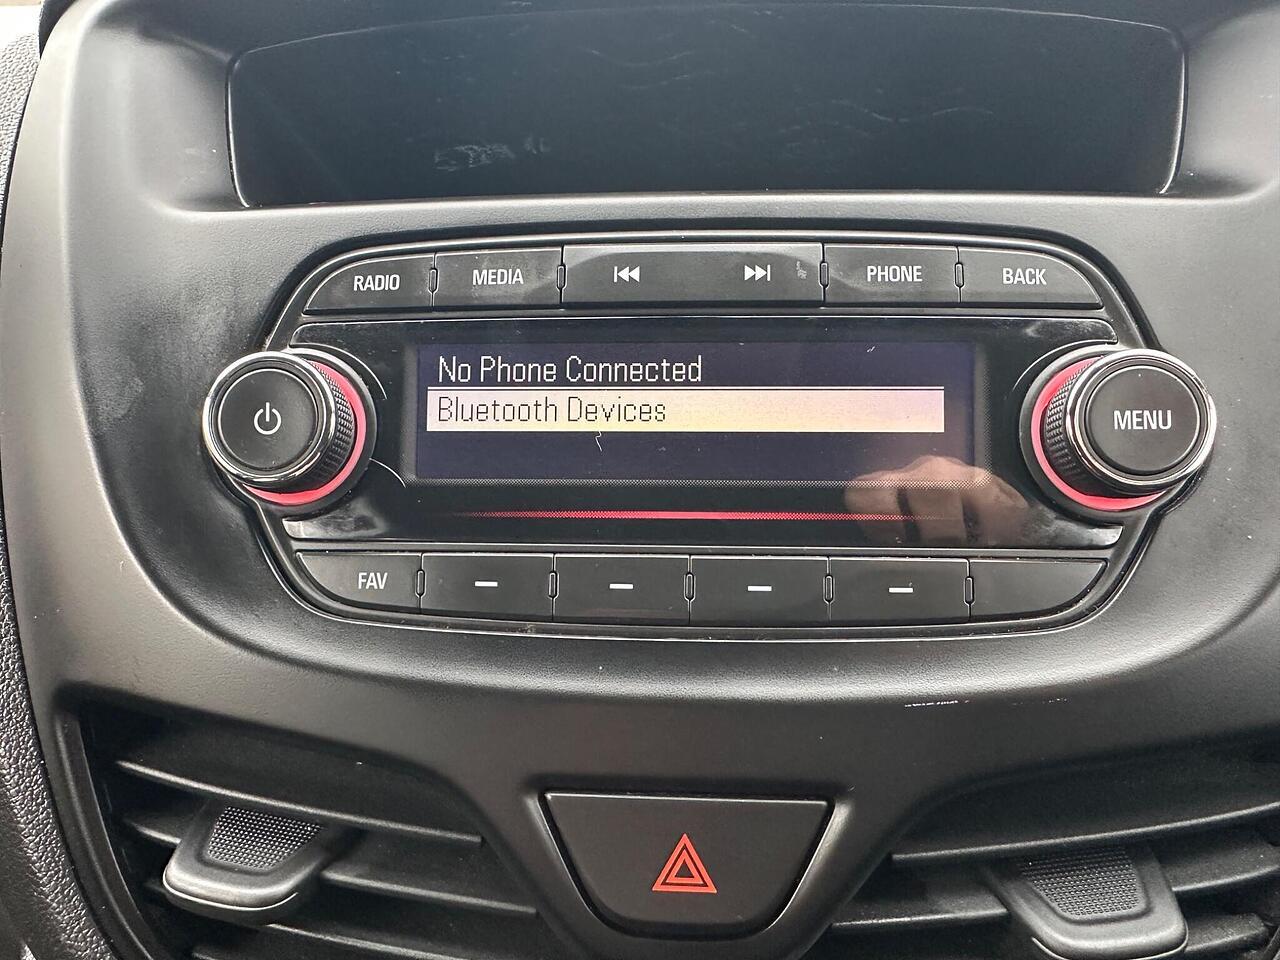 RADIO MEDIA PHONE BACK
No Phone Connected
Bluetooth Devices
MENU
FAV